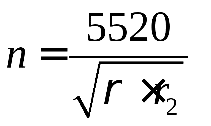 n = 5520 / √(r × r₂)